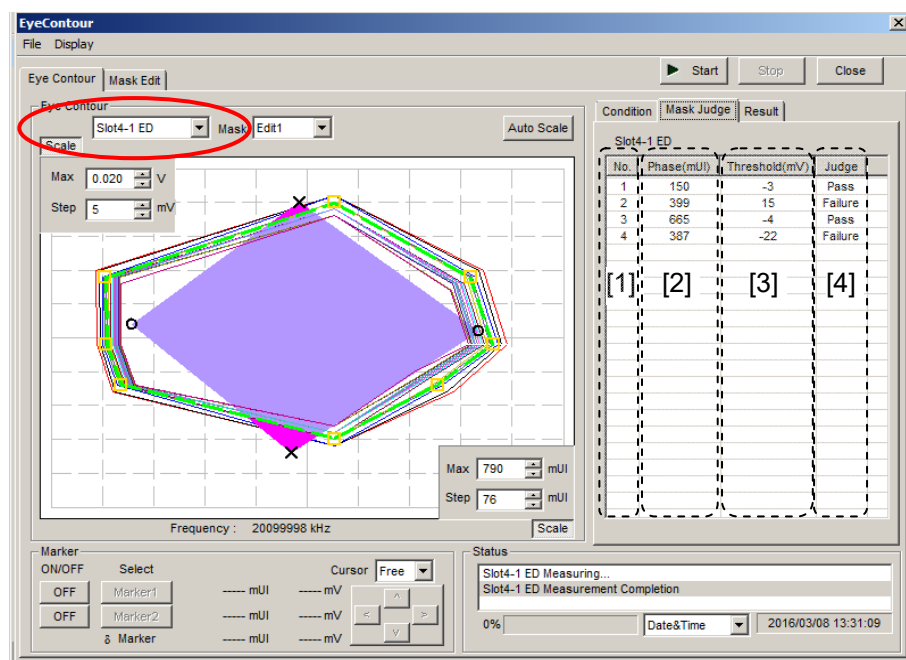 EyeContour
File Display
Start Stop Close
Eye Contour Mask Edit
Eye Contour
Slot4-1 ED Mask Edit1 Auto Scale
Scale
Max 0.020 V
Step 5 mV
Max 790 mUI
Step 76 mUI
Frequency : 20099998 kHz Scale
Condition Mask Judge Result
Slot4-1 ED
No. Phase(mUI) Threshold(mV) Judge
1 150 -3 Pass
2 399 15 Failure
3 665 -4 Pass
4 387 -22 Failure
[1] [2] [3] [4]
Marker
ON/OFF Select Cursor Free
OFF Marker1 ----- mUI ----- mV
OFF Marker2 ----- mUI ----- mV
δ Marker ----- mUI ----- mV
^
< >
v
Status
Slot4-1 ED Measuring...
Slot4-1 ED Measurement Completion
0% Date&Time 2016/03/08 13:31:09